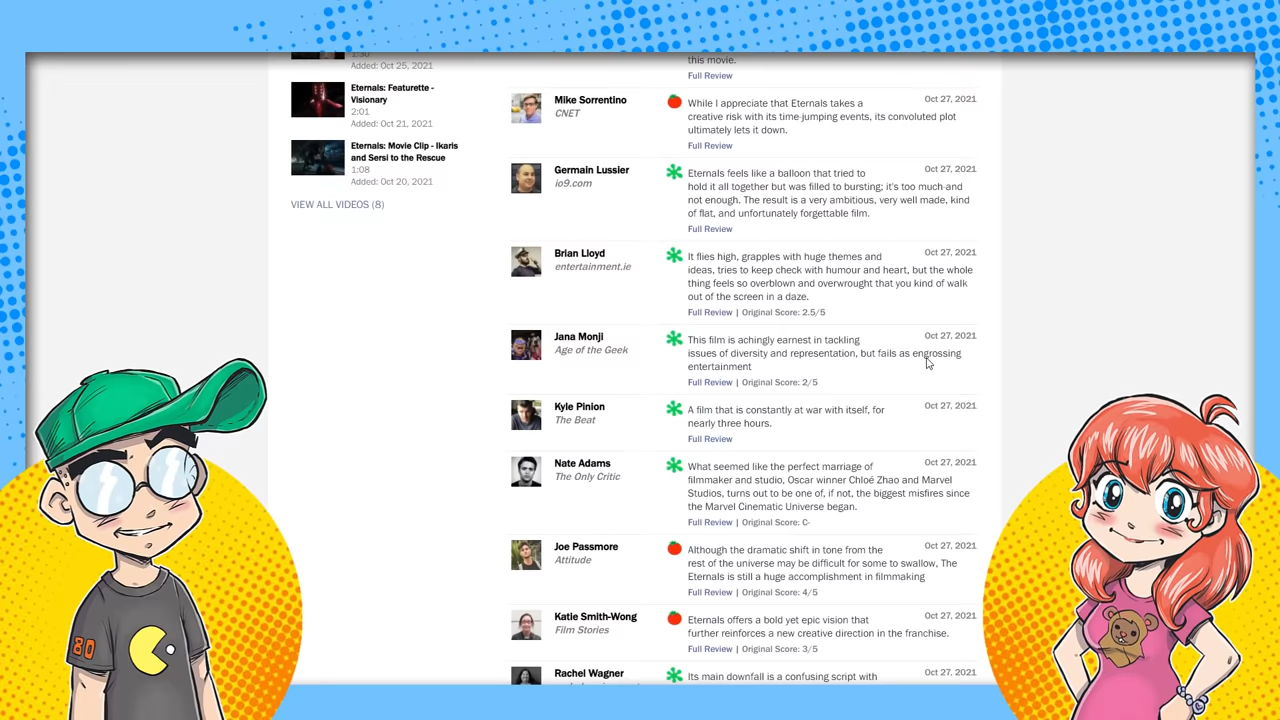 1:30
Added: Oct 25, 2021
Eternals: Featurette -
Visionary
2:01
Added: Oct 21, 2021
Eternals: Movie Clip - Ikaris
and Sersi to the Rescue
1:08
Added: Oct 20, 2021
VIEW ALL VIDEOS (8)
this movie.
Full Review
Mike Sorrentino
CNET
Oct 27, 2021
While I appreciate that Eternals takes a
creative risk with its time-jumping events, its convoluted plot
ultimately lets it down.
Full Review
Germain Lussier
io9.com
Oct 27, 2021
Eternals feels like a balloon that tried to
hold it all together but was filled to bursting; it's too much and
not enough. The result is a very ambitious, very well made, kind
of flat, and unfortunately forgettable film.
Full Review
Brian Lloyd
entertainment.ie
Oct 27, 2021
It flies high, grapples with huge themes and
ideas, tries to keep check with humour and heart, but the whole
thing feels so overblown and overwrought that you kind of walk
out of the screen in a daze.
Full Review | Original Score: 2.5/5
Jana Monji
Age of the Geek
Oct 27, 2021
This film is achingly earnest in tackling
issues of diversity and representation, but fails as engrossing
entertainment
Full Review | Original Score: 2/5
Kyle Pinion
The Beat
Oct 27, 2021
A film that is constantly at war with itself, for
nearly three hours.
Full Review
Nate Adams
The Only Critic
Oct 27, 2021
What seemed like the perfect marriage of
filmmaker and studio, Oscar winner Chloé Zhao and Marvel
Studios, turns out to be one of, if not, the biggest misfires since
the Marvel Cinematic Universe began.
Full Review | Original Score: C-
Joe Passmore
Attitude
Oct 27, 2021
Although the dramatic shift in tone from the
rest of the universe may be difficult for some to swallow, The
Eternals is still a huge accomplishment in filmmaking
Full Review | Original Score: 4/5
Katie Smith-Wong
Film Stories
Oct 27, 2021
Eternals offers a bold yet epic vision that
further reinforces a new creative direction in the franchise.
Full Review | Original Score: 3/5
Rachel Wagner
Oct 27, 2021
Its main downfall is a confusing script with
80